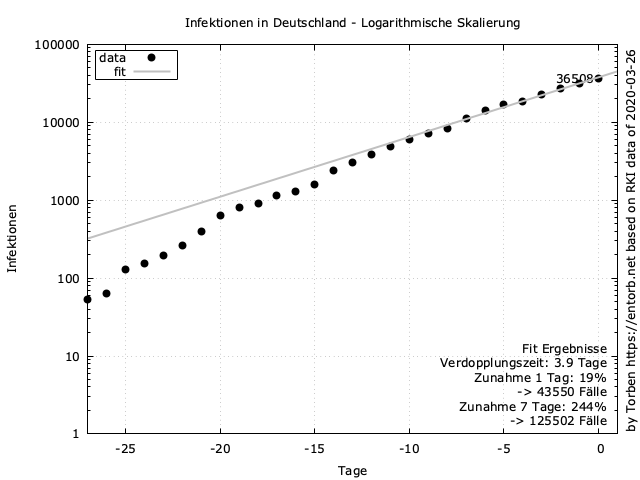 Infektionen in Deutschland - Logarithmische Skalierung
100000
10000
1000
100
10
1
Infektionen
data
fit
36508
Fit Ergebnisse
Verdopplungszeit: 3.9 Tage
Zunahme 1 Tag: 19%
-> 43550 Fälle
Zunahme 7 Tage: 244%
-> 125502 Fälle
-25 -20 -15 -10 -5 0
Tage
by Torben https://entorb.net based on RKI data of 2020-03-26